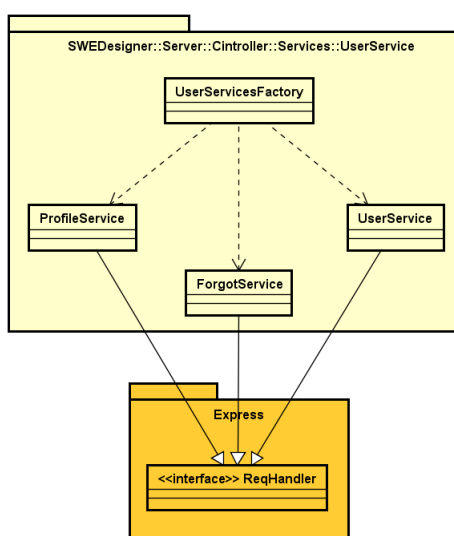 SWEDesigner::Server::Cintroller::Services::UserService
UserServicesFactory
ProfileService
UserService
ForgotService
Express
<<interface>> ReqHandler